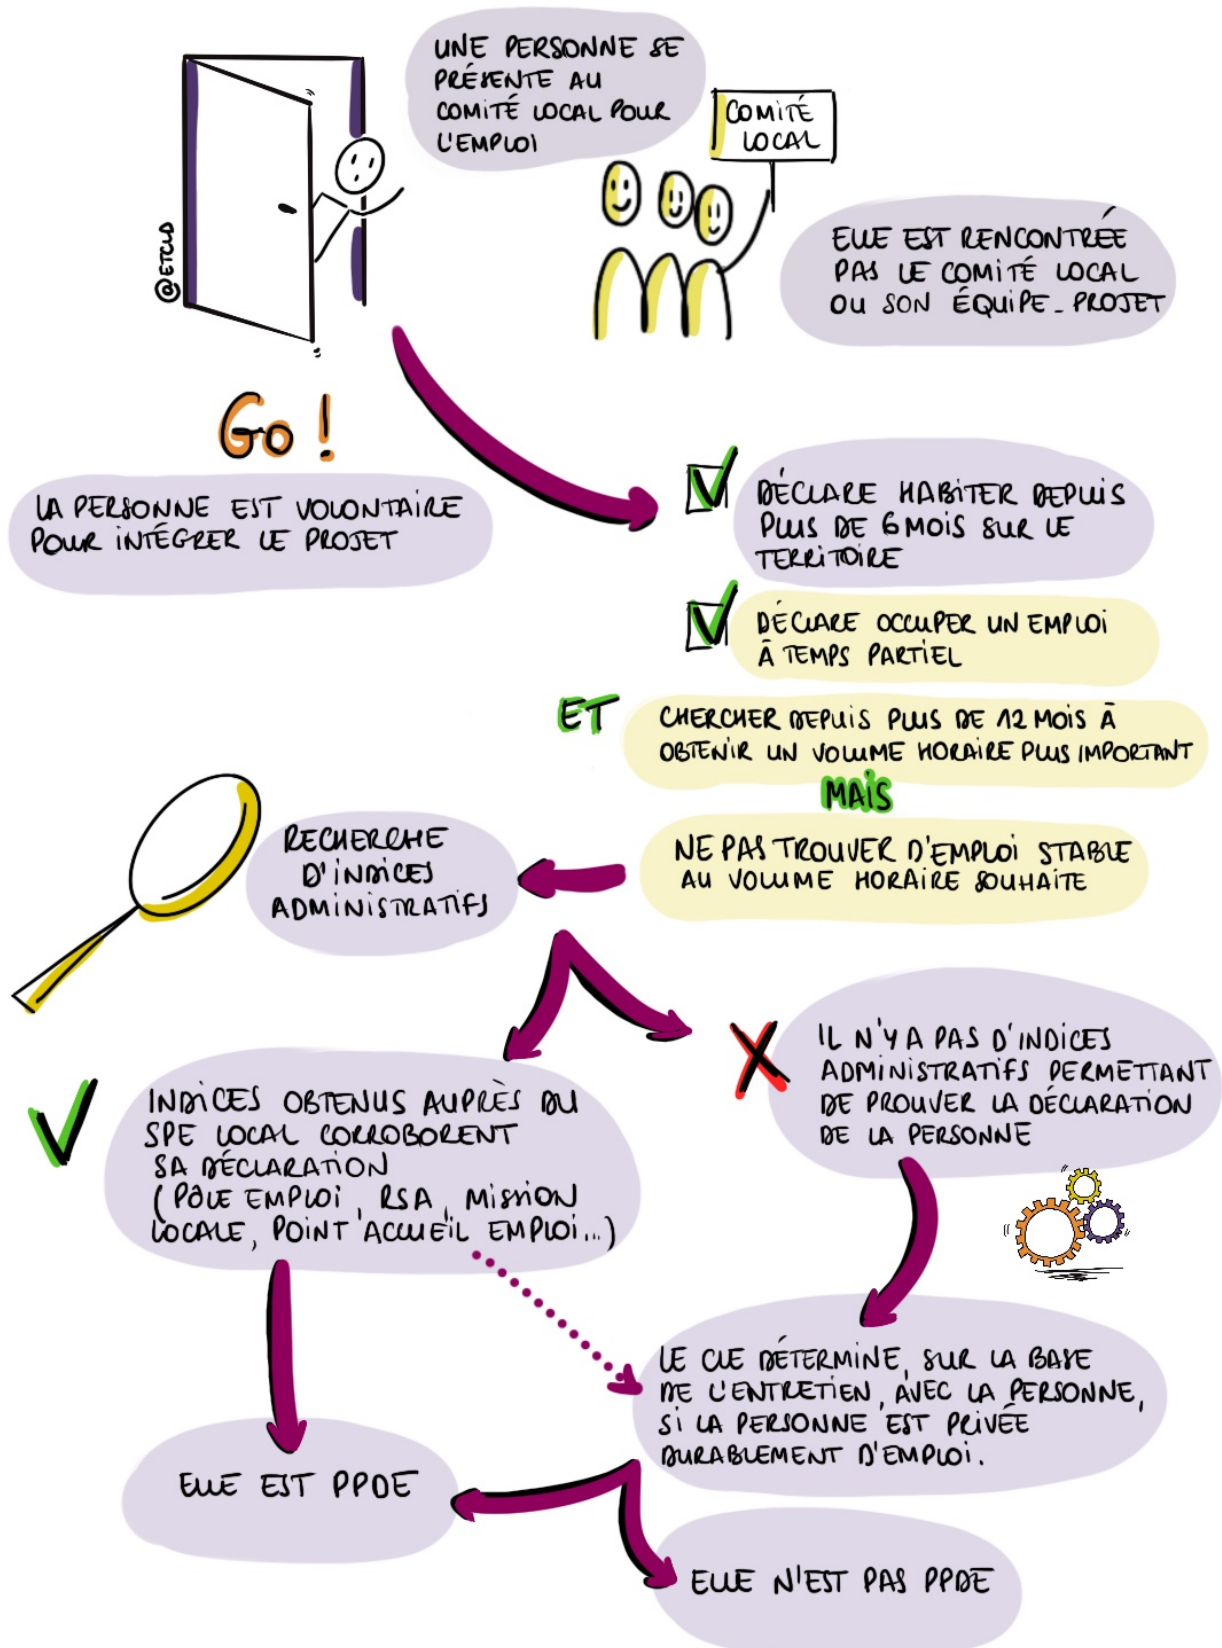 UNE PERSONNE SE
PRÉSENTE AU
COMITÉ LOCAL POUR
L'EMPLOI
COMITÉ
LOCAL
@ETCLD
ELLE EST RENCONTRÉE
PAS LE COMITÉ LOCAL
OU SON ÉQUIPE-PROJET
GO !
LA PERSONNE EST VOLONTAIRE
POUR INTÉGRER LE PROJET
DÉCLARE HABITER DEPUIS
PLUS DE 6 MOIS SUR LE
TERRITOIRE
DÉCLARE OCCUPER UN EMPLOI
À TEMPS PARTIEL
ET
CHERCHER DEPUIS PLUS DE 12 MOIS À
OBTENIR UN VOLUME HORAIRE PLUS IMPORTANT
MAIS
NE PAS TROUVER D'EMPLOI STABLE
AU VOLUME HORAIRE SOUHAITE
RECHERCHE
D'INDICES
ADMINISTRATIFS
IL N'Y A PAS D'INDICES
ADMINISTRATIFS PERMETTANT
DE PROUVER LA DÉCLARATION
DE LA PERSONNE
INDICES OBTENUS AUPRÈS DU
SPE LOCAL CORROBORENT
SA DÉCLARATION
(PÔLE EMPLOI, RSA, MISSION
LOCALE, POINT ACCUEIL EMPLOI...)
LE CLE DÉTERMINE, SUR LA BASE
DE L'ENTRETIEN, AVEC LA PERSONNE,
SI LA PERSONNE EST PRIVÉE
DURABLEMENT D'EMPLOI.
ELLE EST PPDE
ELLE N'EST PAS PPDE